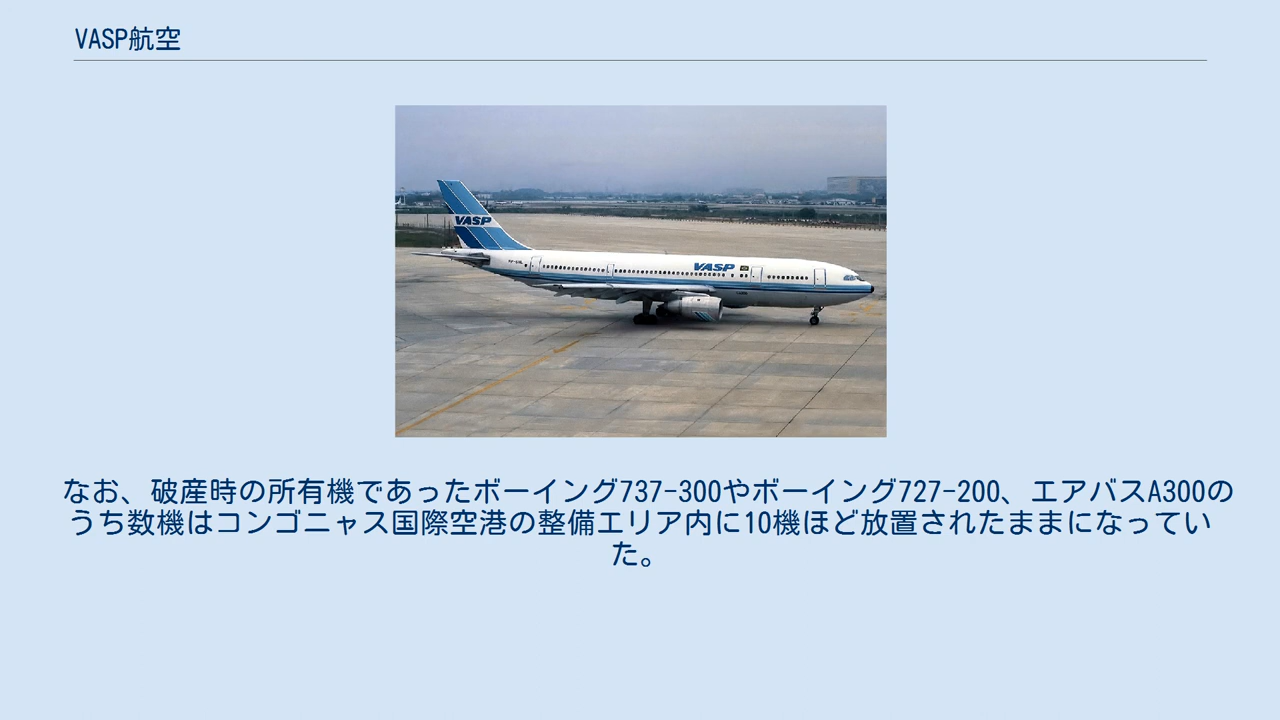 VASP航空
VASP
VASP
なお、破産時の所有機であったボーイング737-300やボーイング727-200、エアバスA300の
うち数機はコンゴニャス国際空港の整備エリア内に10機ほど放置されたままになってい
た。